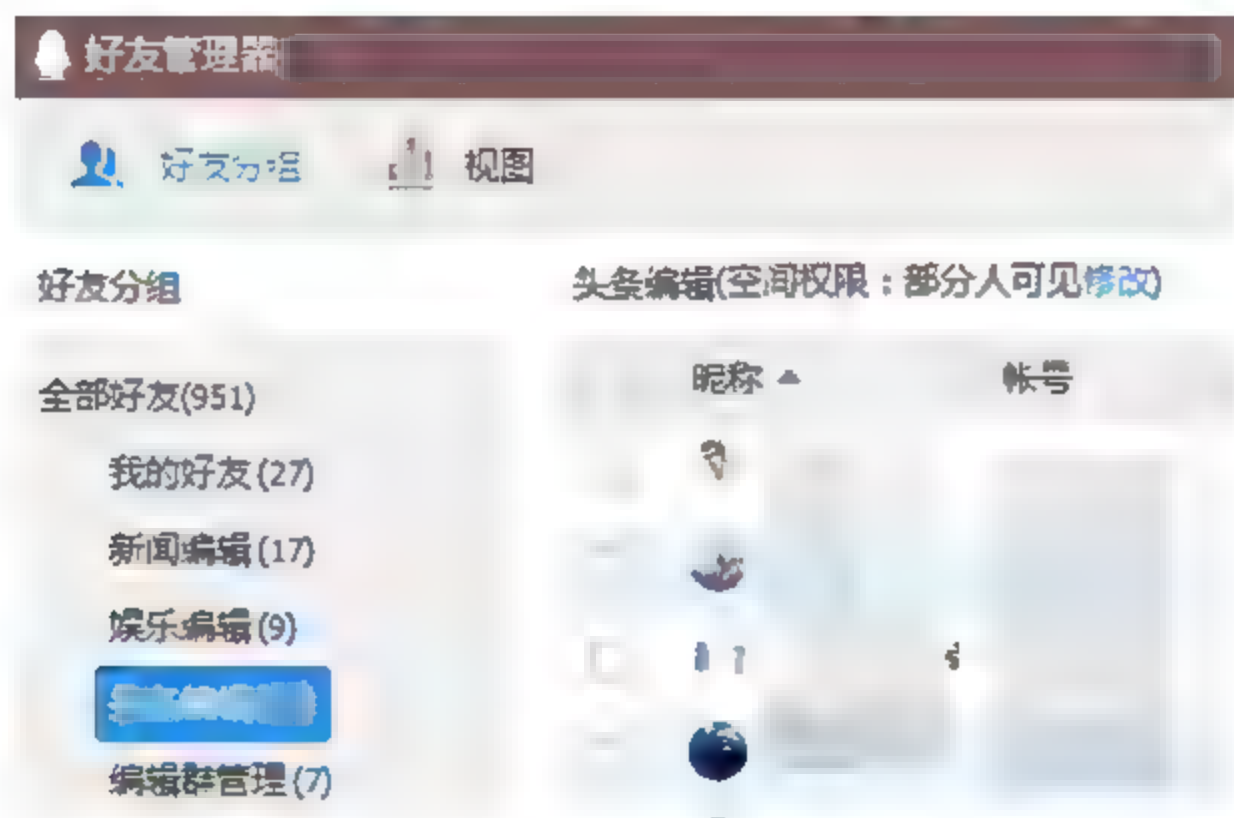 好友管理器
好友分组 视图
好友分组
头条编辑(空间权限：部分人可见修改)
全部好友(951)
昵称 帐号
我的好友(27)
新闻编辑(17)
娱乐编辑(9)
编辑群管理(7)